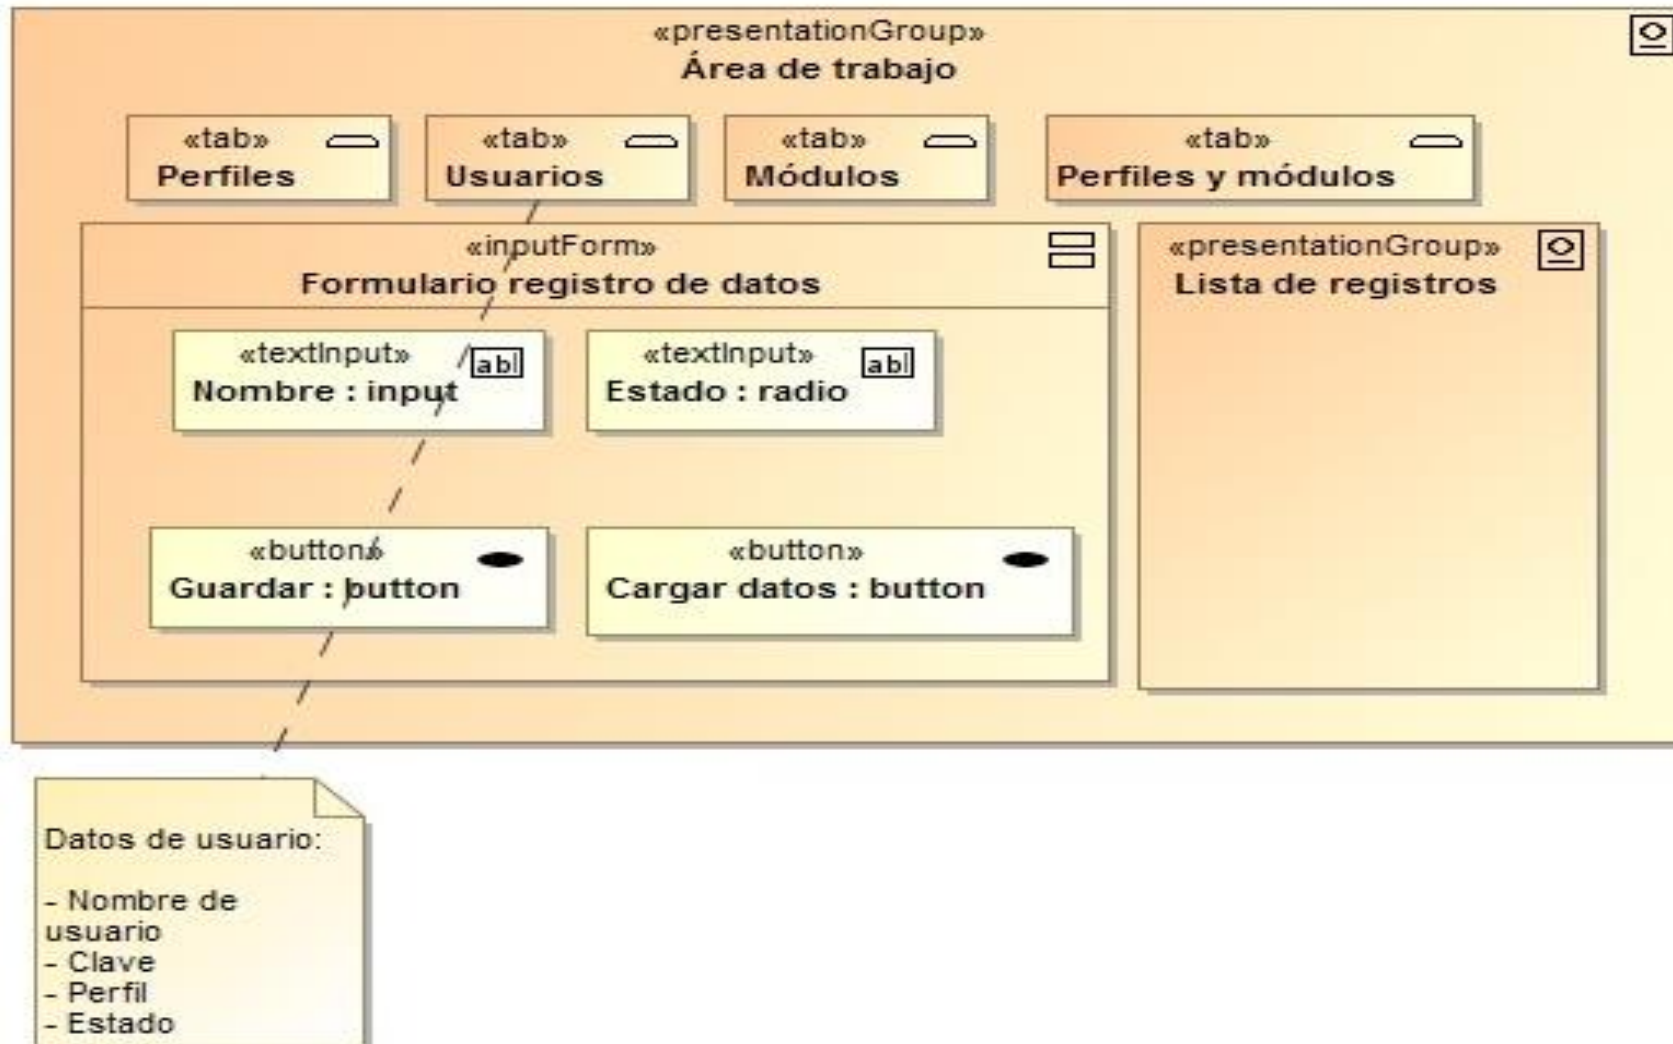 «presentationGroup»
Área de trabajo
«tab»
Perfiles
«tab»
Usuarios
«tab»
Módulos
«tab»
Perfiles y módulos
«inputForm»
Formulario registro de datos
«textInput»
Nombre : input
abl
«textInput»
Estado : radio
abl
«button»
Guardar : button
«button»
Cargar datos : button
«presentationGroup»
Lista de registros
Datos de usuario:
- Nombre de
usuario
- Clave
- Perfil
- Estado